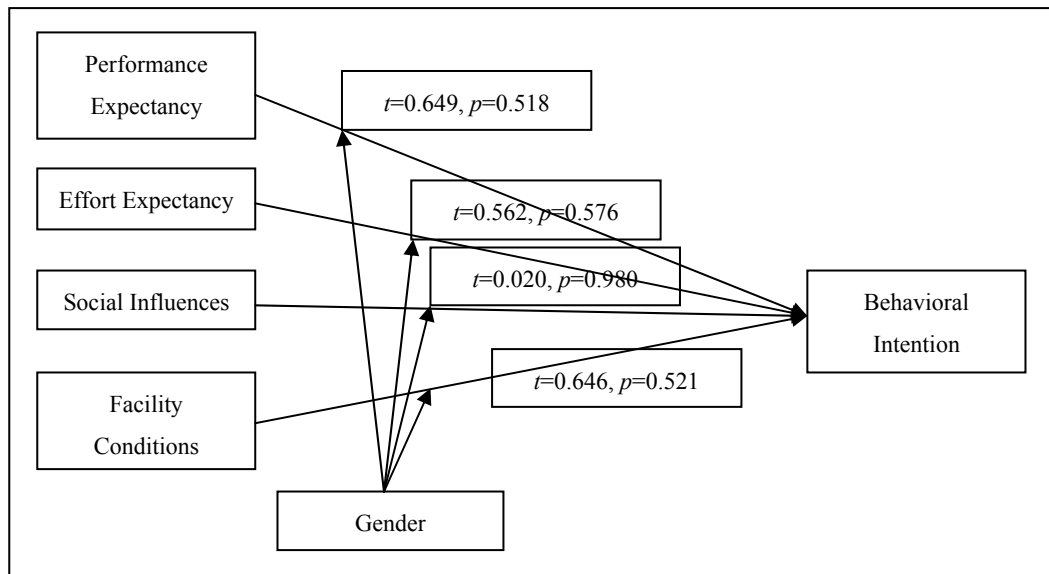 Performance
Expectancy
t=0.649, p=0.518
Effort Expectancy
t=0.562, p=0.576
t=0.020, p=0.980
Social Influences
Behavioral
Intention
t=0.646, p=0.521
Facility
Conditions
Gender